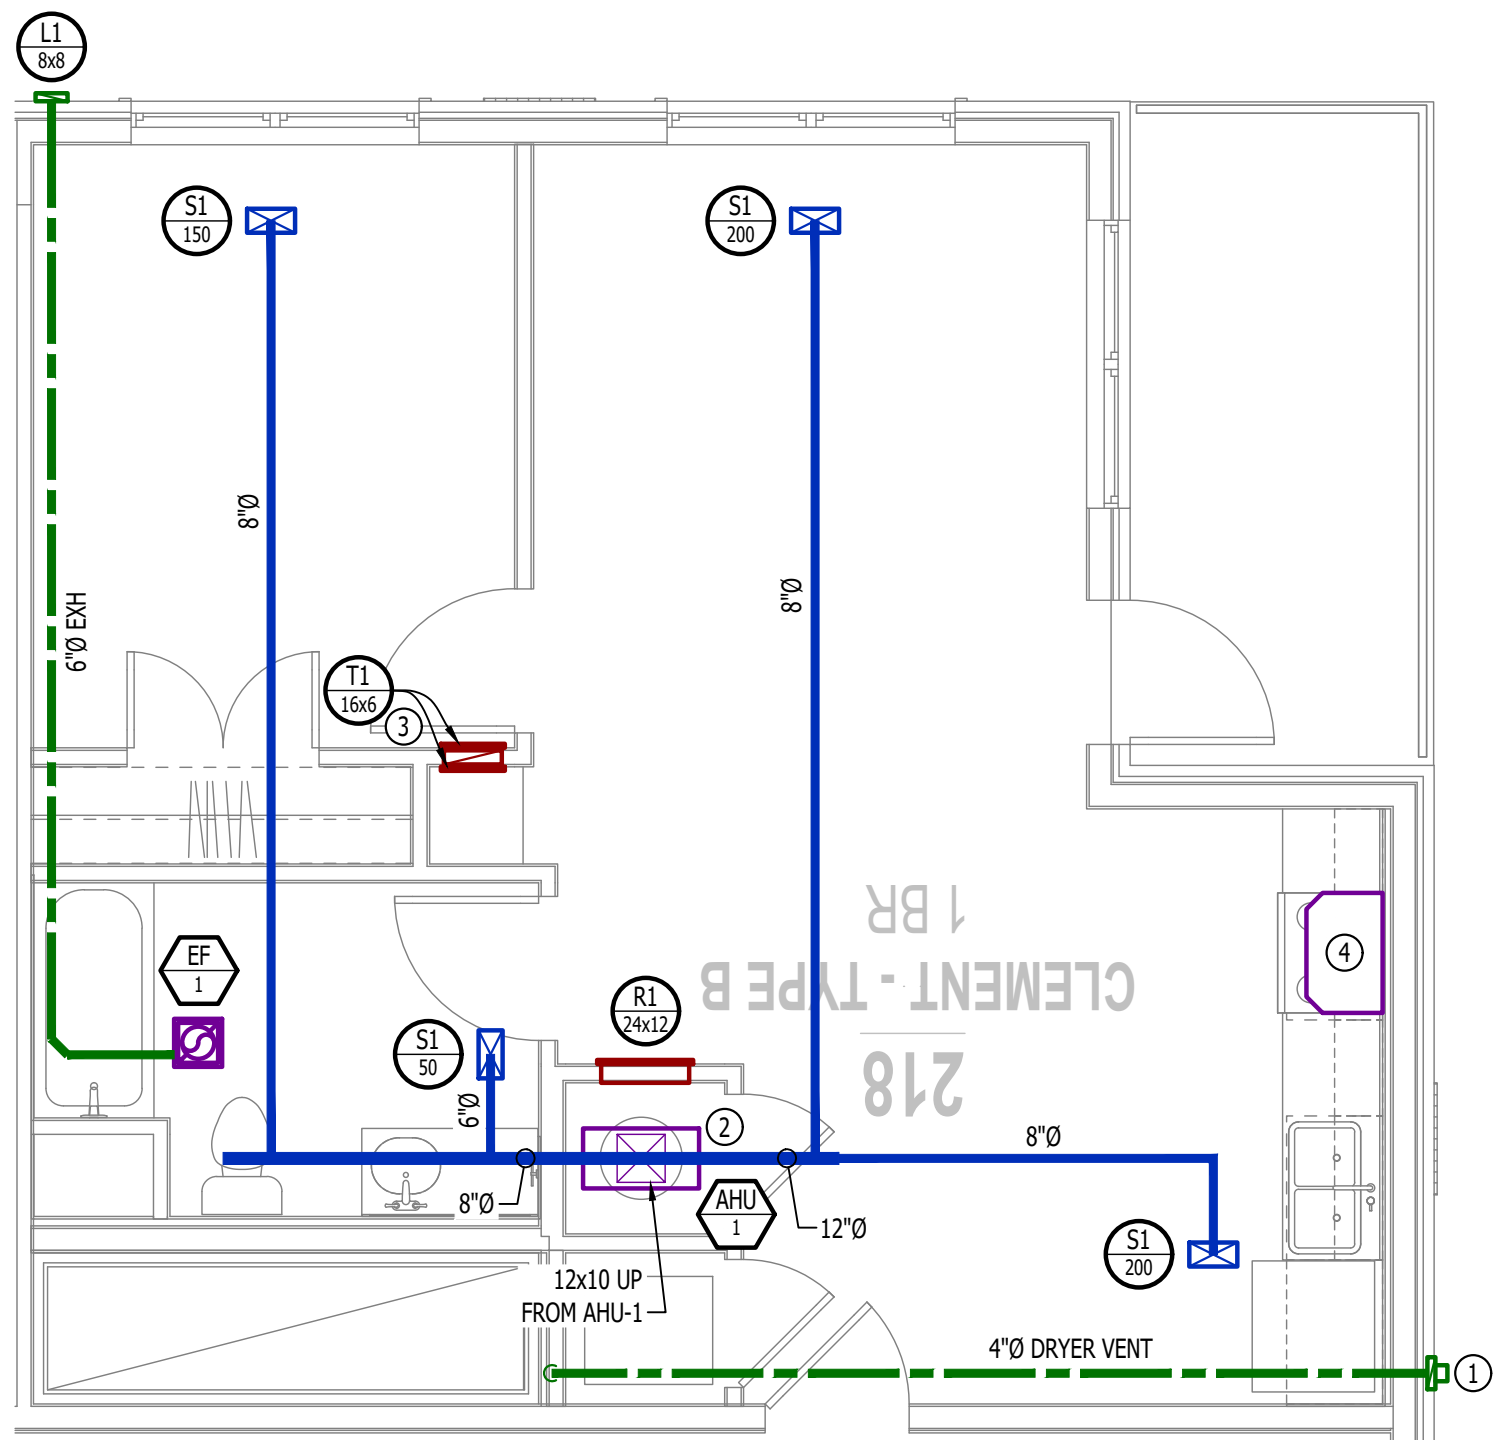 L1
8x8
S1
150
S1
200
8"Ø
8"Ø
6"Ø EXH
T1
16x6
3
1 BR
CLEMENT - TYPE B
218
EF
1
4
R1
24x12
S1
50
6"Ø
2
8"Ø
8"Ø
AHU
1
12"Ø
S1
200
12x10 UP
FROM AHU-1
4"Ø DRYER VENT
1